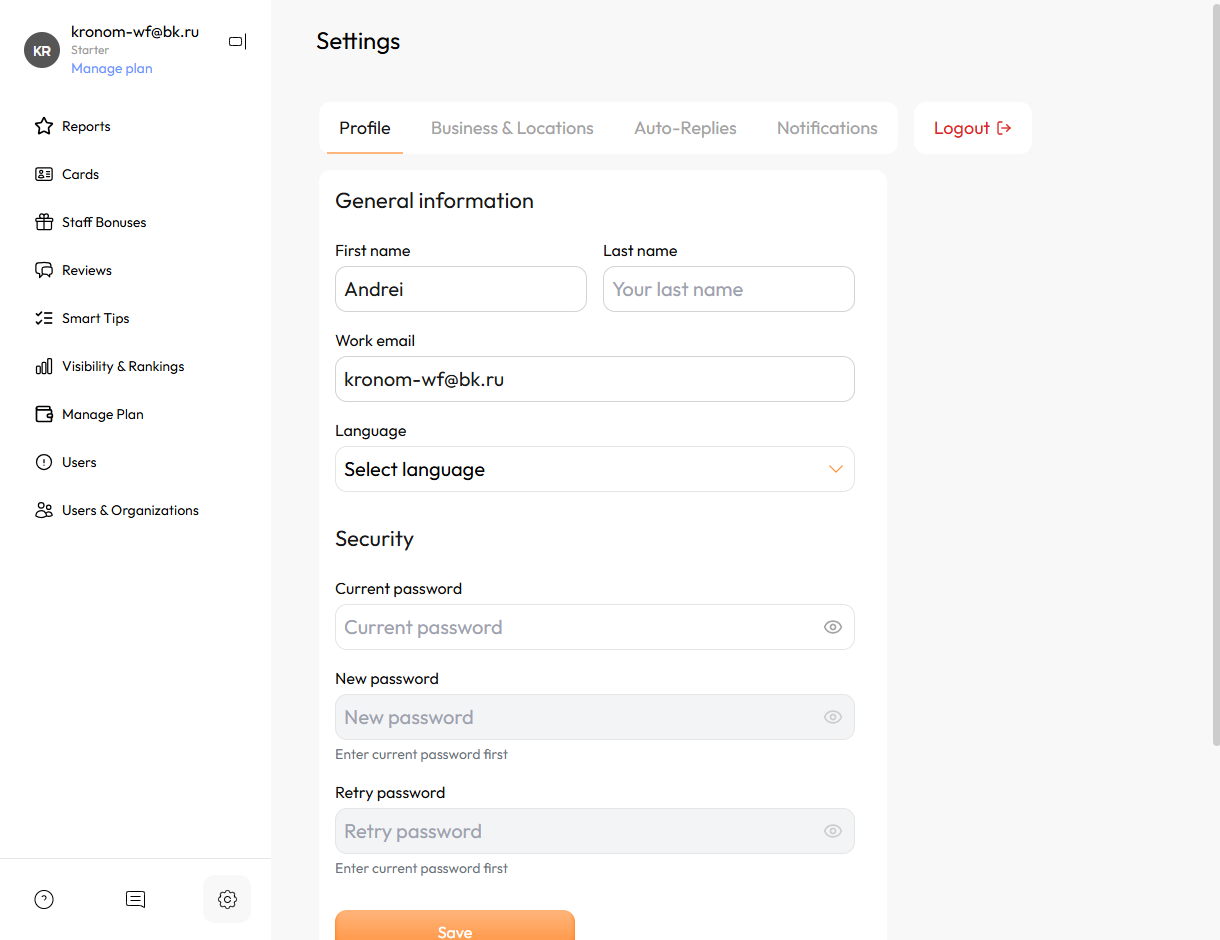 KR
kronom-wf@bk.ru
Starter
Manage plan
Reports
Cards
Staff Bonuses
Reviews
Smart Tips
Visibility & Rankings
Manage Plan
Users
Users & Organizations
Settings
Profile
Business & Locations
Auto-Replies
Notifications
Logout
General information
First name
Last name
Andrei
Your last name
Work email
kronom-wf@bk.ru
Language
Select language
Security
Current password
Current password
New password
New password
Enter current password first
Retry password
Retry password
Enter current password first
Save